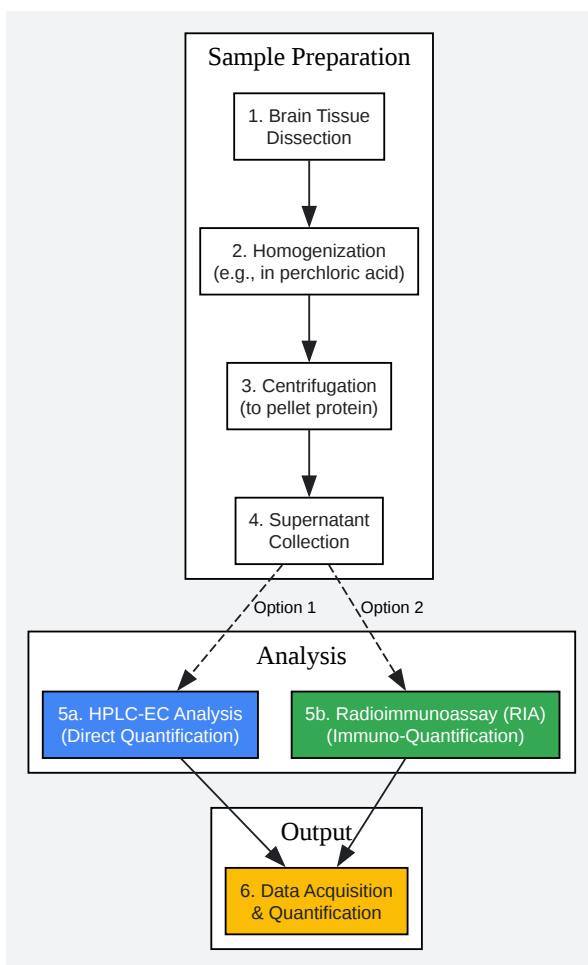 Sample Preparation
1. Brain Tissue
Dissection
2. Homogenization
(e.g., in perchloric acid)
3. Centrifugation
(to pellet protein)
4. Supernatant
Collection
Option 1
Option 2
Analysis
5a. HPLC-EC Analysis
(Direct Quantification)
5b. Radioimmunoassay (RIA)
(Immuno-Quantification)
Output
6. Data Acquisition
& Quantification